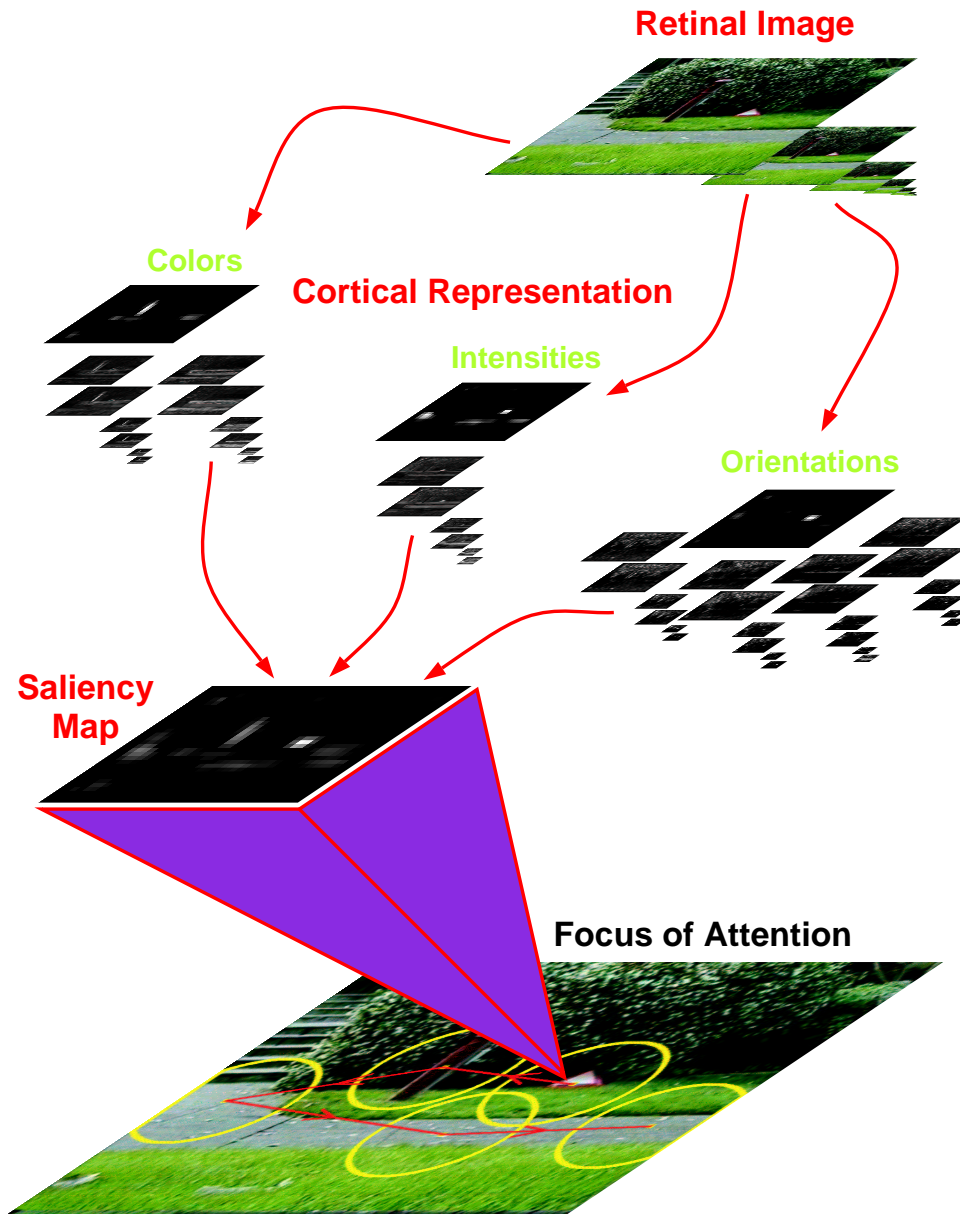 Retinal Image
Colors
Cortical Representation
Intensities
Orientations
Saliency
Map
Focus of Attention